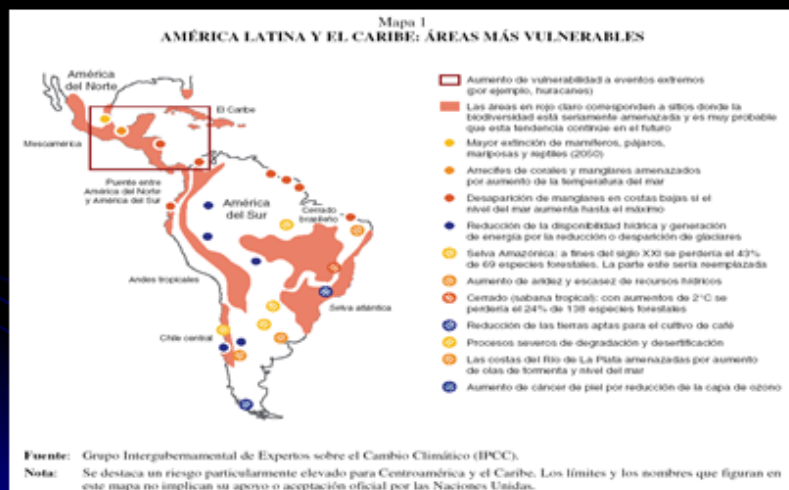 Mapa 1
AMÉRICA LATINA Y EL CARIBE: ÁREAS MÁS VULNERABLES
América
del Norte
El Caribe
Mesoamérica
Puente entre
América del Norte
y América del Sur
América
del Sur
Cerrado
brasileño
Andes tropicales
Selva atlántica
Chile central
Aumento de vulnerabilidad a eventos extremos
(por ejemplo, huracanes)
Las áreas en rojo claro corresponden a sitios donde la
biodiversidad está seriamente amenazada y es muy probable
que esta tendencia continúe en el futuro
Mayor extinción de mamíferos, pájaros,
mariposas y reptiles (2050)
Arrecifes de corales y manglares amenazados
por aumento de la temperatura del mar
Desaparición de manglares en costas bajas si el
nivel del mar aumenta hasta el máximo
Reducción de la disponibilidad hídrica y generación
de energía por la reducción o desparición de glaciares
Selva Amazónica: a fines del siglo XXI se perdería el 43%
de 69 especies forestales. La parte este sería reemplazada
Aumento de aridez y escasez de recursos hídricos
Cerrado (sabana tropical): con aumentos de 2°C se
perdería el 24% de 138 especies forestales
Reducción de las tierras aptas para el cultivo de café
Procesos severos de degradación y desertificación
Las costas del Río de La Plata amenazadas por aumento
de olas de tormenta y nivel del mar
Aumento de cáncer de piel por reducción de la capa de ozono
Fuente: Grupo Intergubernamental de Expertos sobre el Cambio Climático (IPCC).
Nota: Se destaca un riesgo particularmente elevado para Centroamérica y el Caribe. Los límites y los nombres que figuran en
este mapa no implican su apoyo o aceptación oficial por las Naciones Unidas.